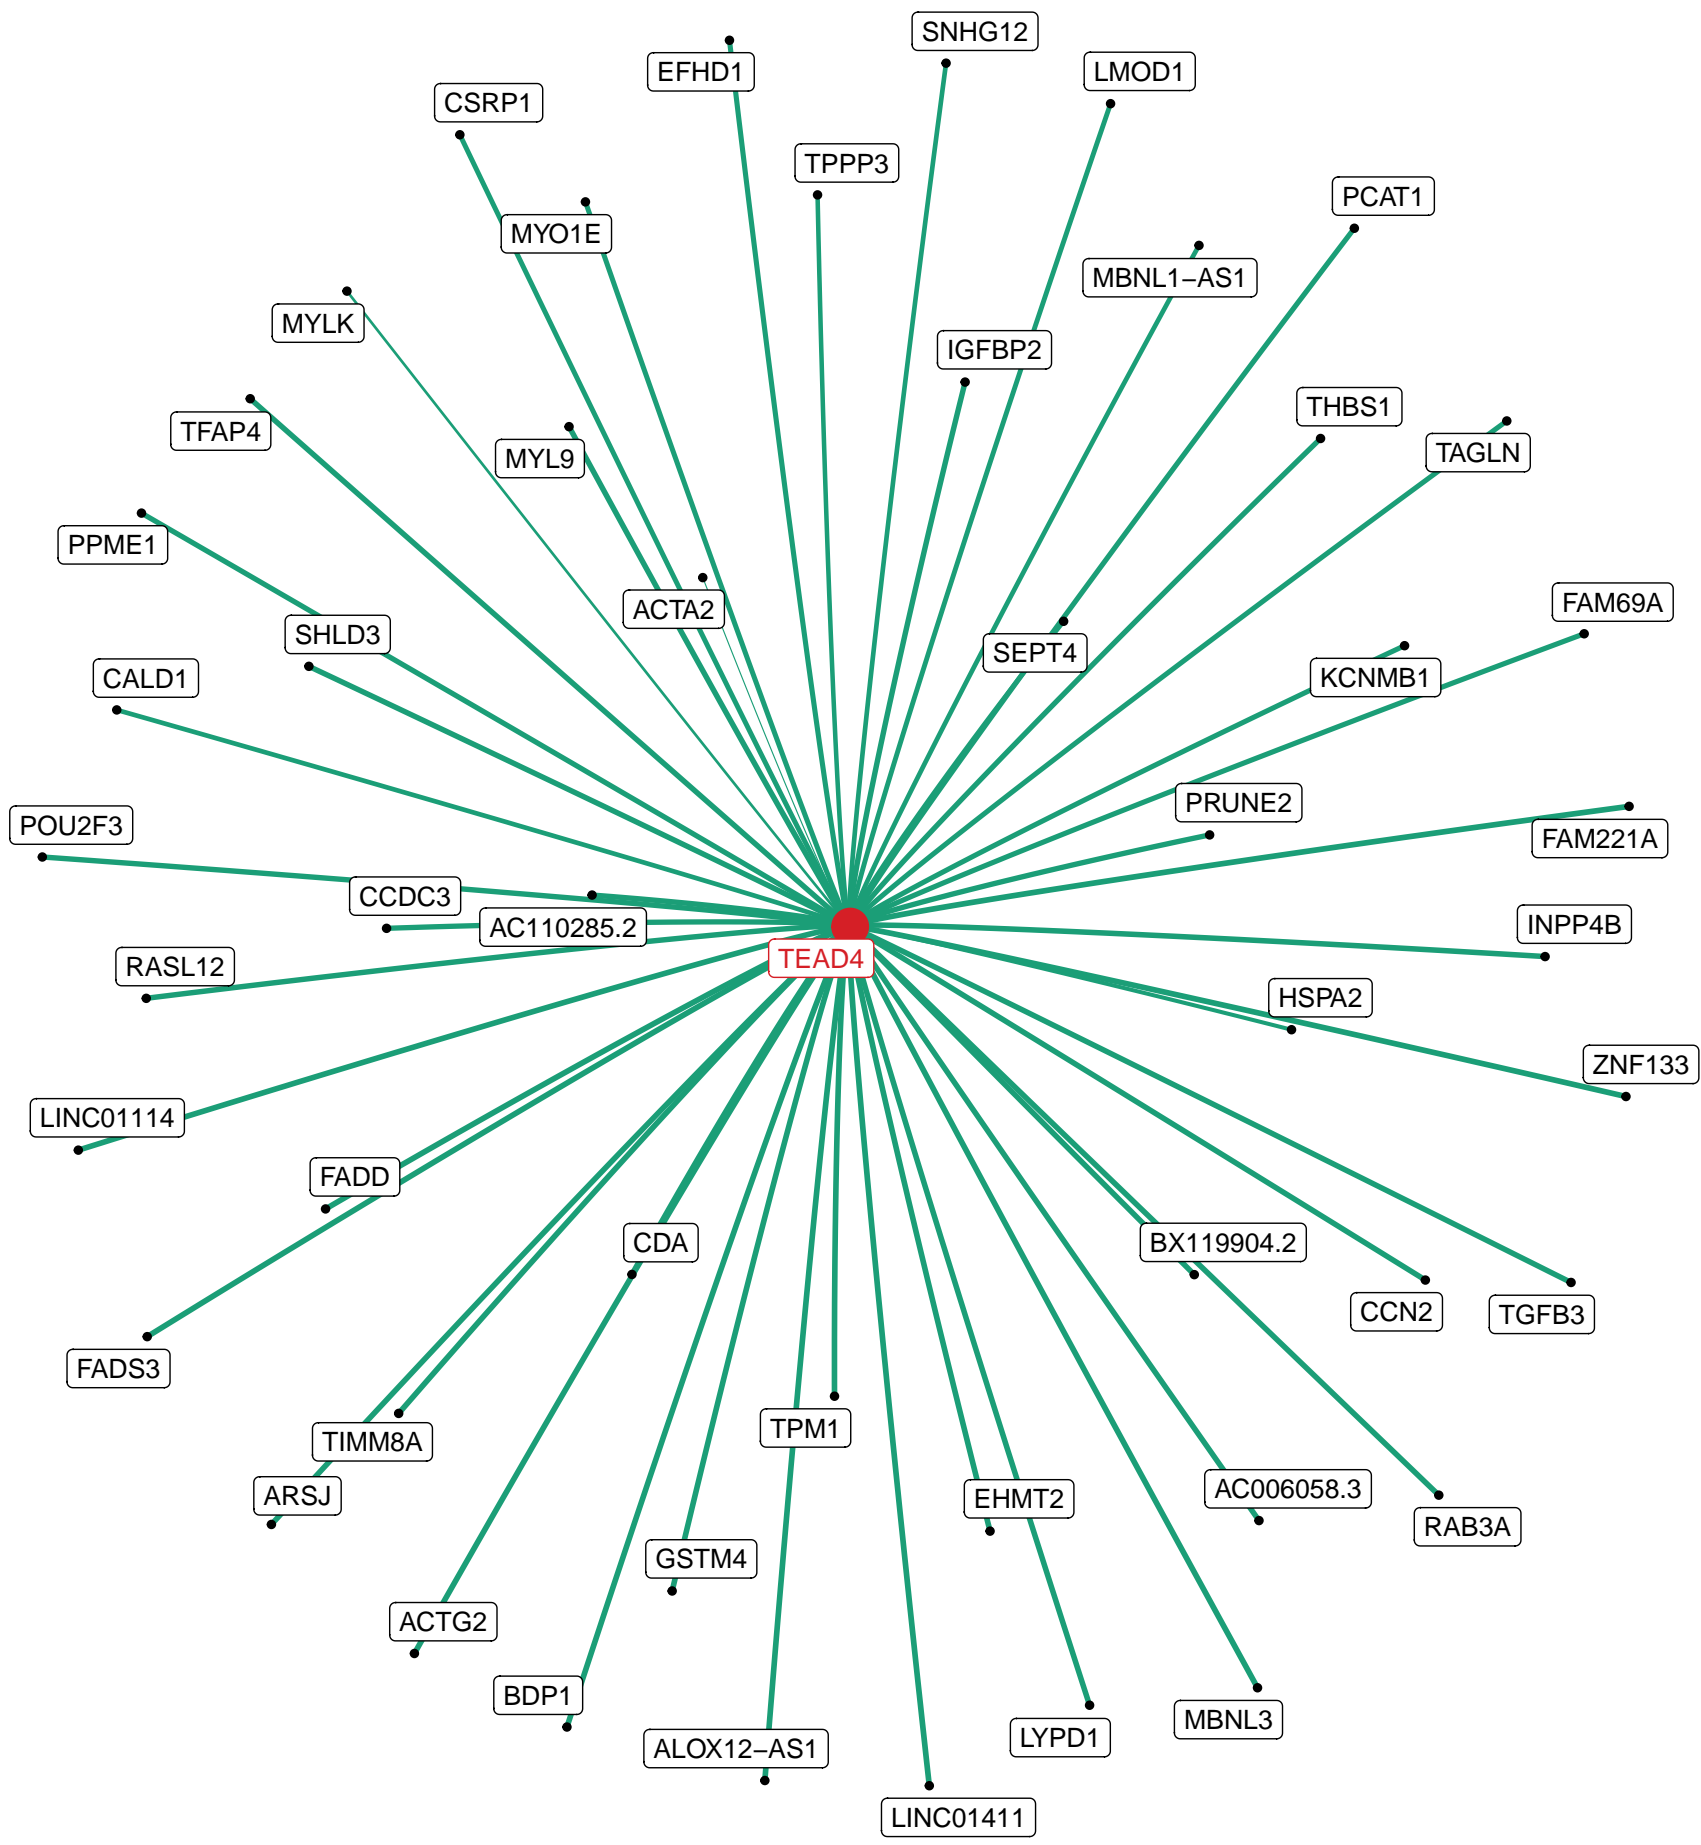 SNHG12
EFHD1
LMOD1
CSRP1
TPPP3
PCAT1
MYO1E
MBNL1−AS1
MYLK
IGFBP2
THBS1
TFAP4
TAGLN
MYL9
PPME1
FAM69A
ACTA2
SHLD3
SEPT4
CALD1
KCNMB1
PRUNE2
POU2F3
FAM221A
CCDC3
INPP4B
AC110285.2
TEAD4
RASL12
HSPA2
ZNF133
LINC01114
FADD
CDA
BX119904.2
CCN2
TGFB3
FADS3
TPM1
TIMM8A
AC006058.3
ARSJ
EHMT2
RAB3A
GSTM4
ACTG2
BDP1
MBNL3
LYPD1
ALOX12−AS1
LINC01411